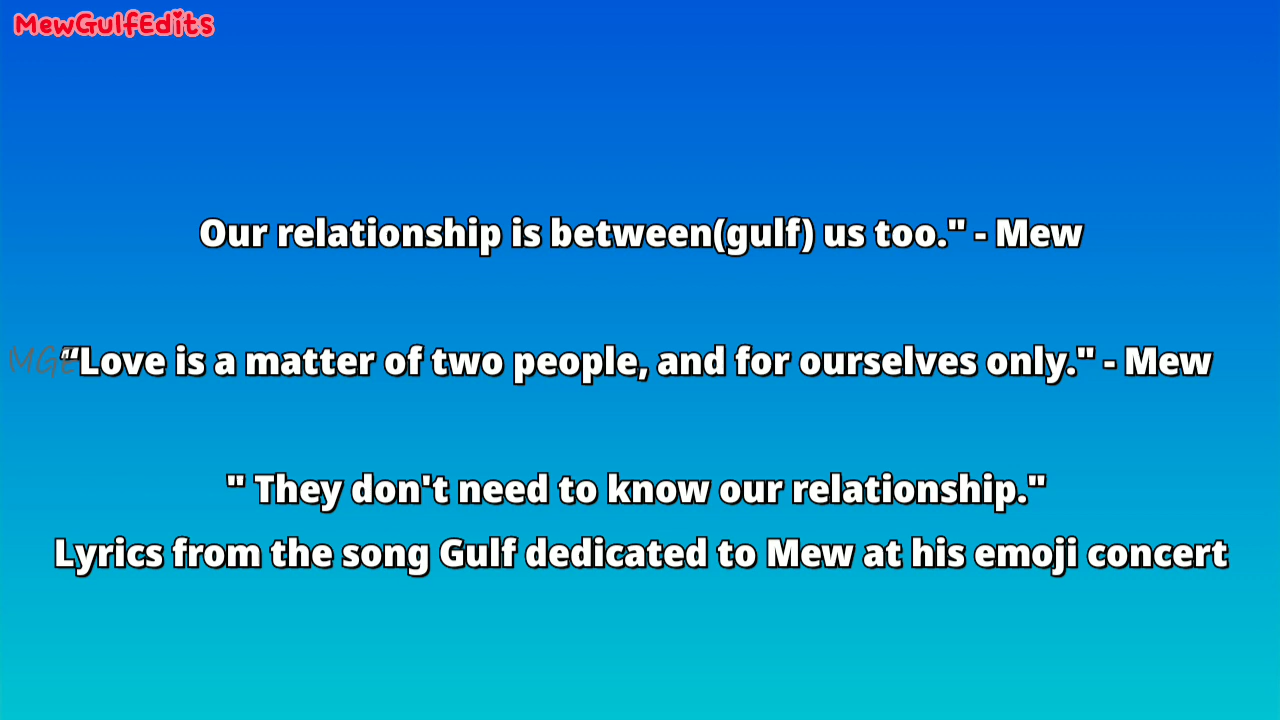 MewGulfEdits
Our relationship is between(gulf) us too." - Mew
MGE
“Love is a matter of two people, and for ourselves only." - Mew
" They don't need to know our relationship."
Lyrics from the song Gulf dedicated to Mew at his emoji concert